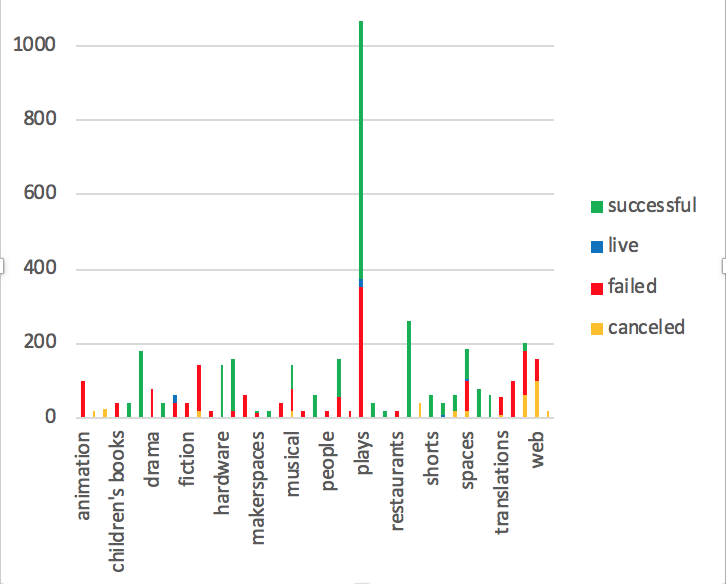 1000
800
600
400
200
0
successful
live
failed
canceled
animation
children's books
drama
fiction
hardware
makerspaces
musical
people
plays
restaurants
shorts
spaces
translations
web